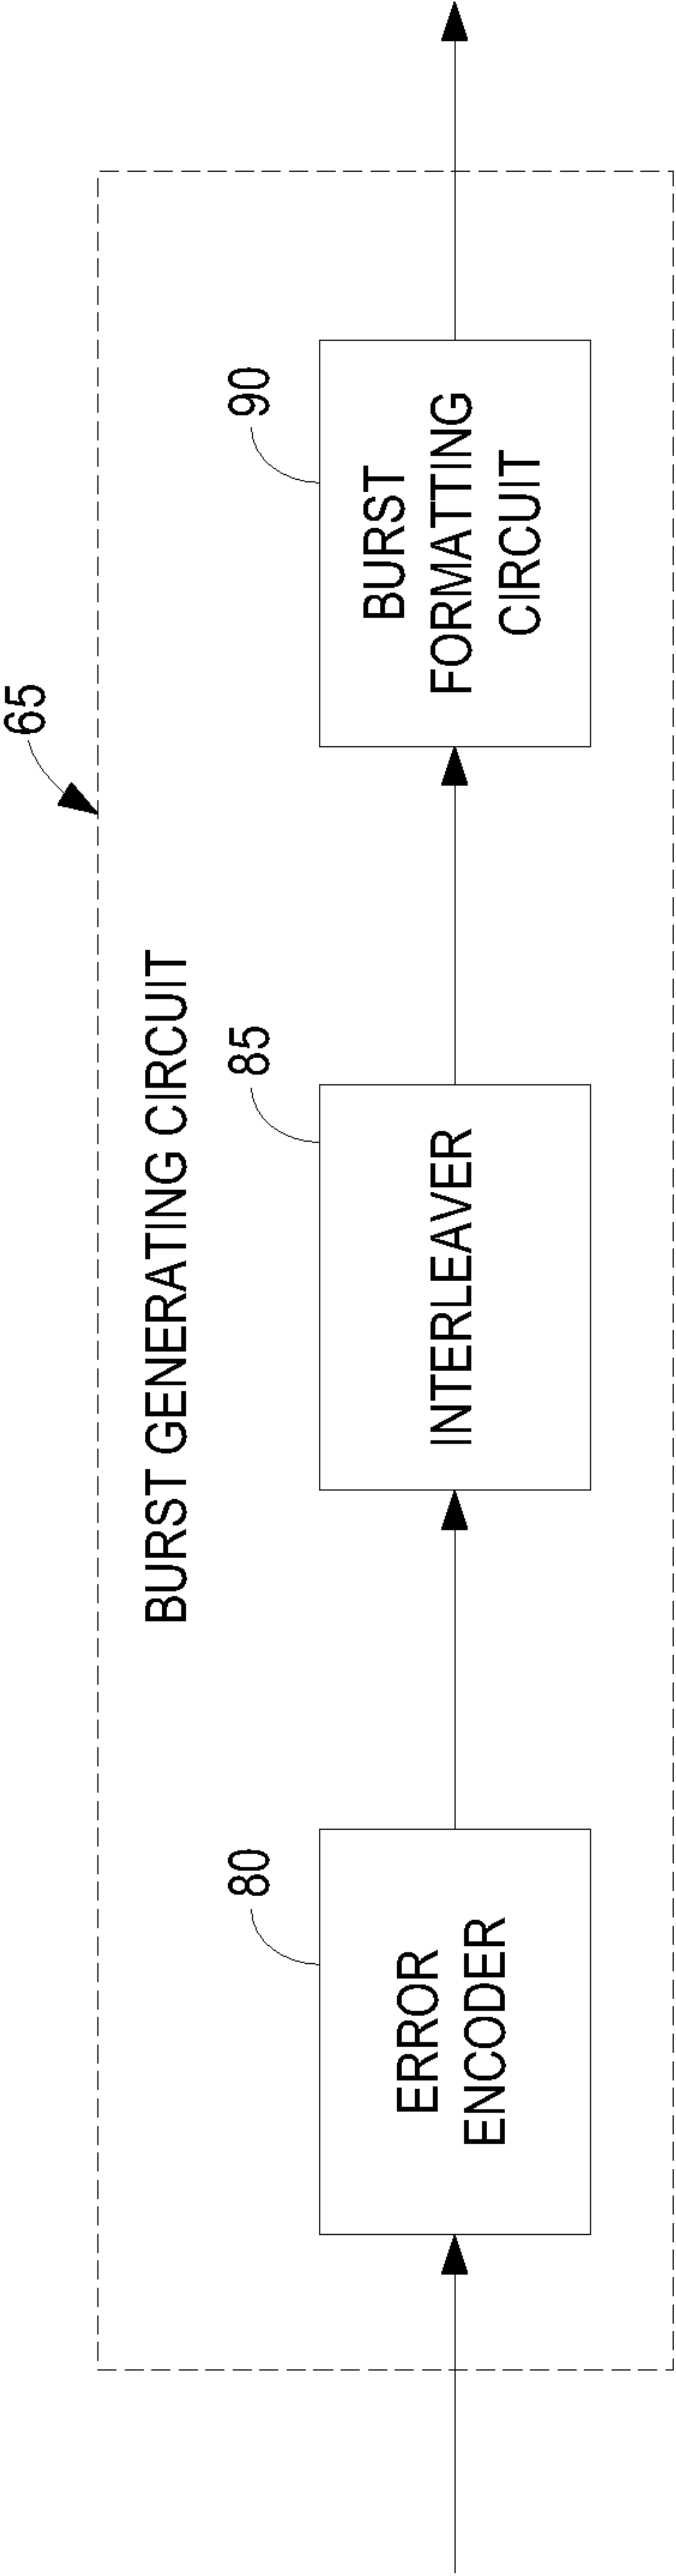 65
BURST GENERATING CIRCUIT
80
85
90
ERROR
ENCODER
INTERLEAVER
BURST
FORMATTING
CIRCUIT